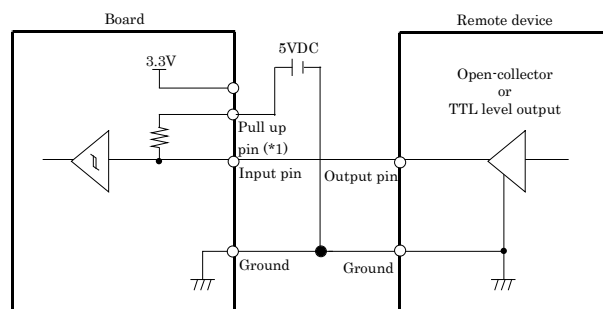 Board
Remote device
5VDC
3.3V
Open-collector
or
TTL level output
Pull up
pin (*1)
Input pin
Output pin
Ground
Ground